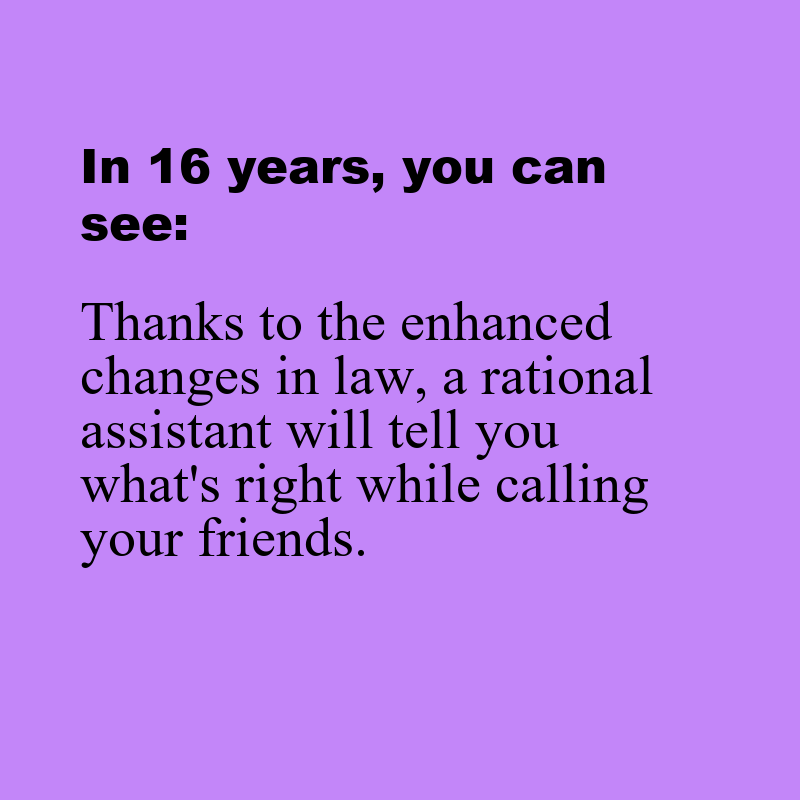 In 16 years, you can
see:
Thanks to the enhanced
changes in law, a rational
assistant will tell you
what's right while calling
your friends.